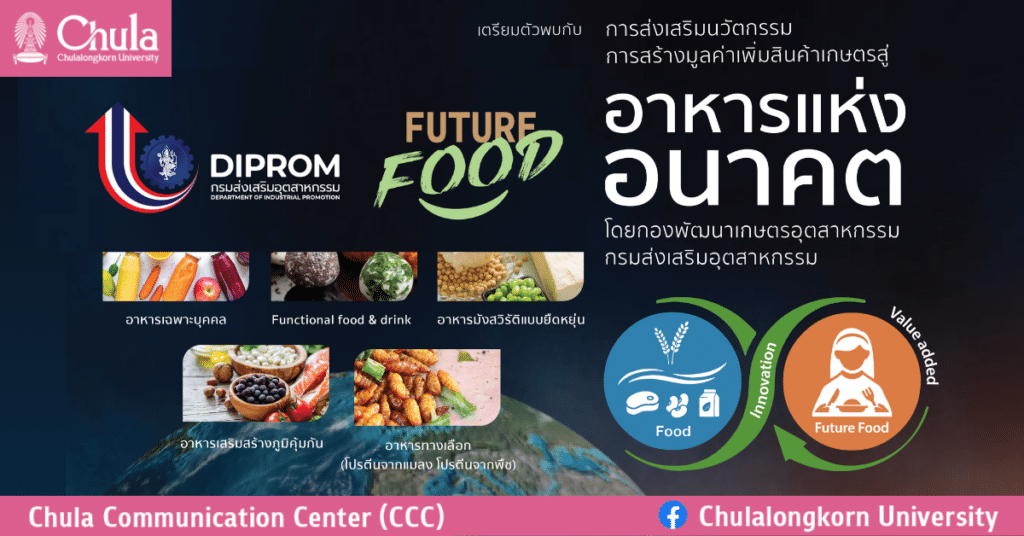 Chula
Chulalongkorn University
เตรียมตัวพบกับ
การส่งเสริมนวัตกรรม
การสร้างมูลค่าเพิ่มสินค้าเกษตรสู่
อาหารแห่ง
อนาคต
โดยกองพัฒนาเกษตรอุตสาหกรรม
กรมส่งเสริมอุตสาหกรรม
DIPROM
กรมส่งเสริมอุตสาหกรรม
DEPARTMENT OF INDUSTRIAL PROMOTION
FUTURE
FOOD
อาหารเฉพาะบุคคล
Functional food & drink
อาหารมังสวิรัติแบบยืดหยุ่น
อาหารเสริมสร้างภูมิคุ้มกัน
อาหารทางเลือก
(โปรตีนจากแมลง โปรตีนจากพืช)
Food
Innovation
Future Food
Value added
Chula Communication Center (CCC)
Chulalongkorn University